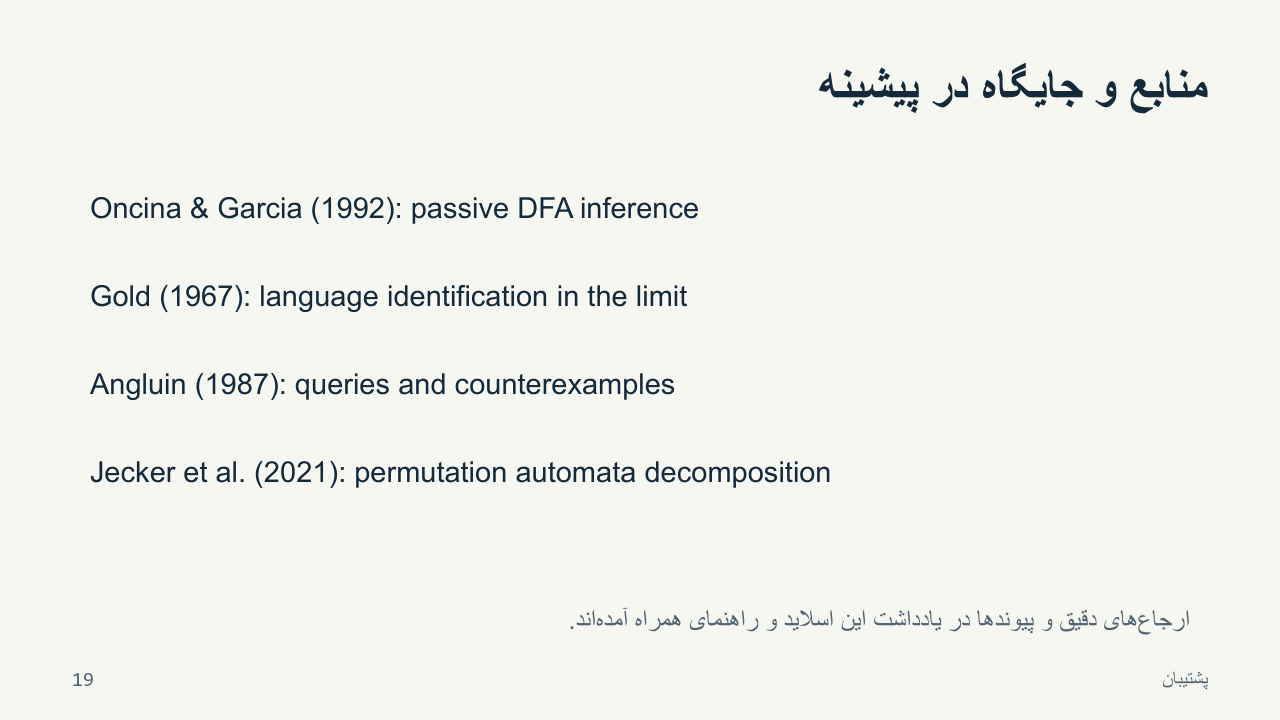 منابع و جایگاه در پیشینه
Oncina & Garcia (1992): passive DFA inference
Gold (1967): language identification in the limit
Angluin (1987): queries and counterexamples
Jecker et al. (2021): permutation automata decomposition
ارجاع‌های دقیق و پیوندها در یادداشت این اسلاید و راهنمای همراه آمده‌اند.
پشتیبان
19